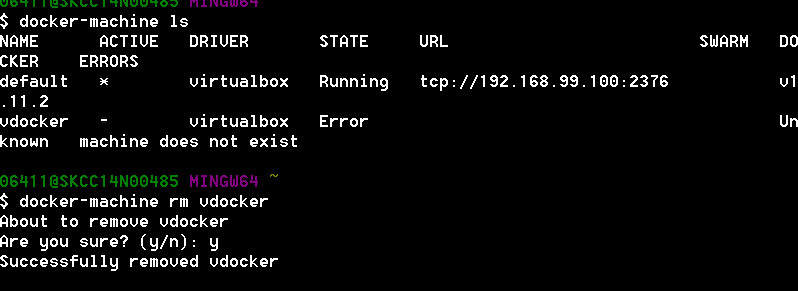 06411@SKCC14N00485 MINGW64
$ docker-machine ls
NAME ACTIVE DRIVER STATE URL SWARM DO
CKER ERRORS
default * virtualbox Running tcp://192.168.99.100:2376 v1
.11.2
vdocker - virtualbox Error Un
known machine does not exist
06411@SKCC14N00485 MINGW64 ~
$ docker-machine rm vdocker
About to remove vdocker
Are you sure? (y/n): y
Successfully removed vdocker